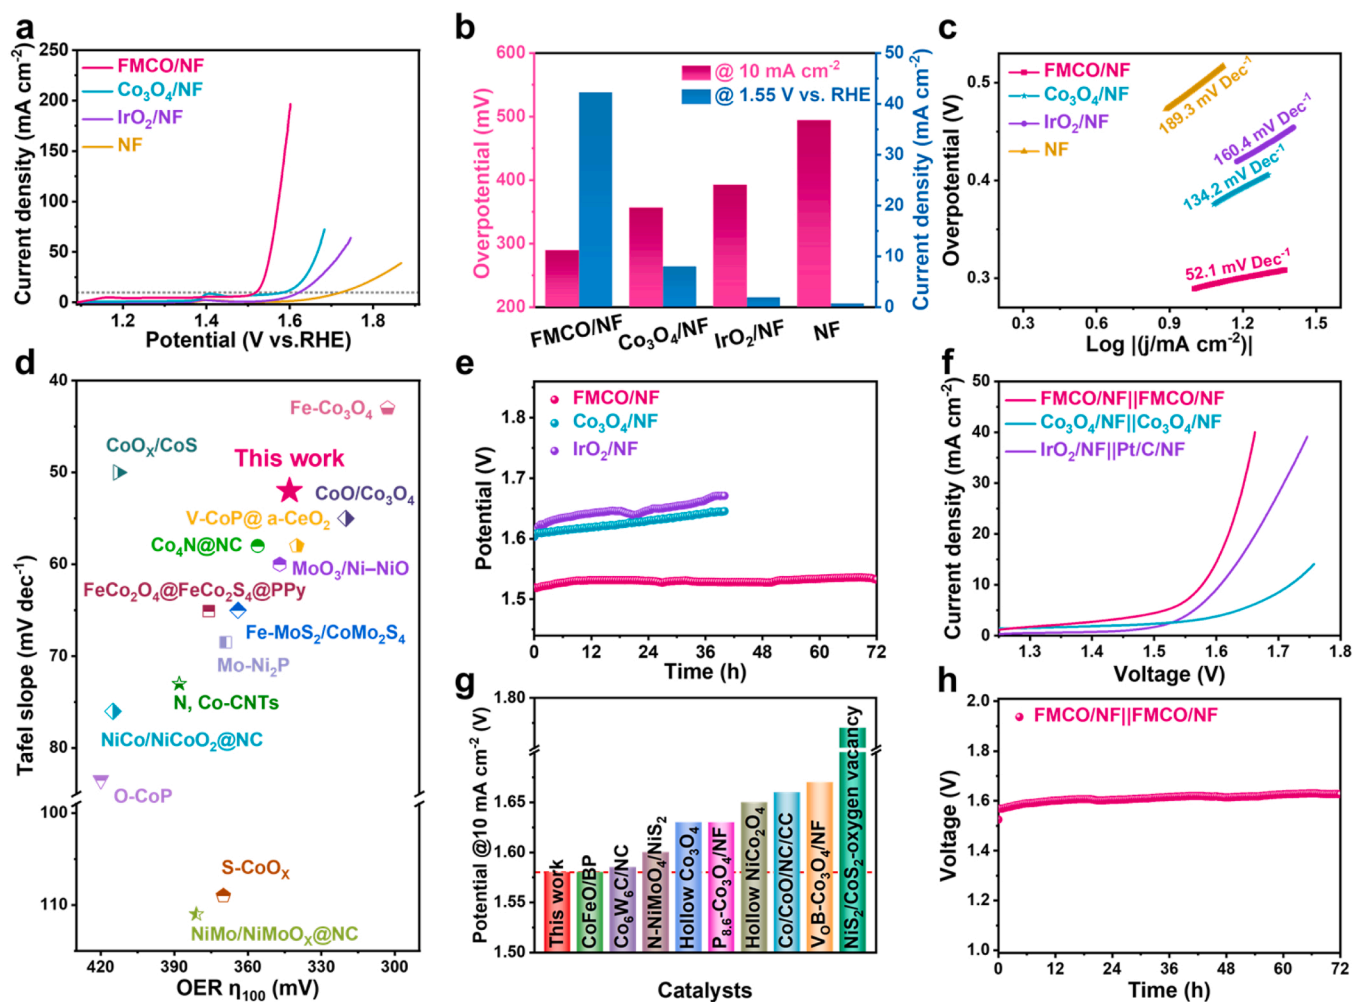 a
250
200
150
100
50
0
1.2
1.4
1.6
1.8
Current density (mA cm⁻²)
Potential (V vs.RHE)
FMCO/NF
Co₃O₄/NF
IrO₂/NF
NF
b
600
500
400
300
200
50
40
30
20
10
0
Overpotential (mV)
Current density (mA cm⁻²)
@ 10 mA cm⁻²
@ 1.55 V vs. RHE
FMCO/NF
Co₃O₄/NF
IrO₂/NF
NF
c
0.5
0.4
0.3
0.3
0.6
0.9
1.2
1.5
Overpotential (V)
Log |(j/mA cm⁻²)|
FMCO/NF
Co₃O₄/NF
IrO₂/NF
NF
189.3 mV Dec⁻¹
160.4 mV Dec⁻¹
134.2 mV Dec⁻¹
52.1 mV Dec⁻¹
d
40
50
60
70
80
100
110
420
390
360
330
300
Tafel slope (mV dec⁻¹)
OER η₁₀₀ (mV)
Fe-Co₃O₄
CoOₓ/CoS
This work
CoO/Co₃O₄
V-CoP@ a-CeO₂
Co₄N@NC
MoO₃/Ni–NiO
FeCo₂O₄@FeCo₂S₄@PPy
Fe-MoS₂/CoMo₂S₄
Mo-Ni₂P
N, Co-CNTs
NiCo/NiCoO₂@NC
O-CoP
S-CoOₓ
NiMo/NiMoOₓ@NC
e
1.8
1.7
1.6
1.5
0
12
24
36
48
60
72
Potential (V)
Time (h)
FMCO/NF
Co₃O₄/NF
IrO₂/NF
f
50
40
30
20
10
0
1.3
1.4
1.5
1.6
1.7
1.8
Current density (mA cm⁻²)
Voltage (V)
FMCO/NF||FMCO/NF
Co₃O₄/NF||Co₃O₄/NF
IrO₂/NF||Pt/C/NF
g
1.80
1.65
1.60
1.55
1.50
Potential @10 mA cm⁻² (V)
Catalysts
This work
CoFeO/BP
Co₆W₆C/NC
N-NiMoO₄/NiS₂
Hollow Co₃O₄
P₈.₆-Co₃O₄/NF
Hollow NiCo₂O₄
Co/CoO/NC/CC
VₒB-Co₃O₄/NF
NiS₂/CoS₂-oxygen vacancy
h
2.0
1.8
1.6
1.4
1.2
1.0
0
12
24
36
48
60
72
Voltage (V)
Time (h)
FMCO/NF||FMCO/NF